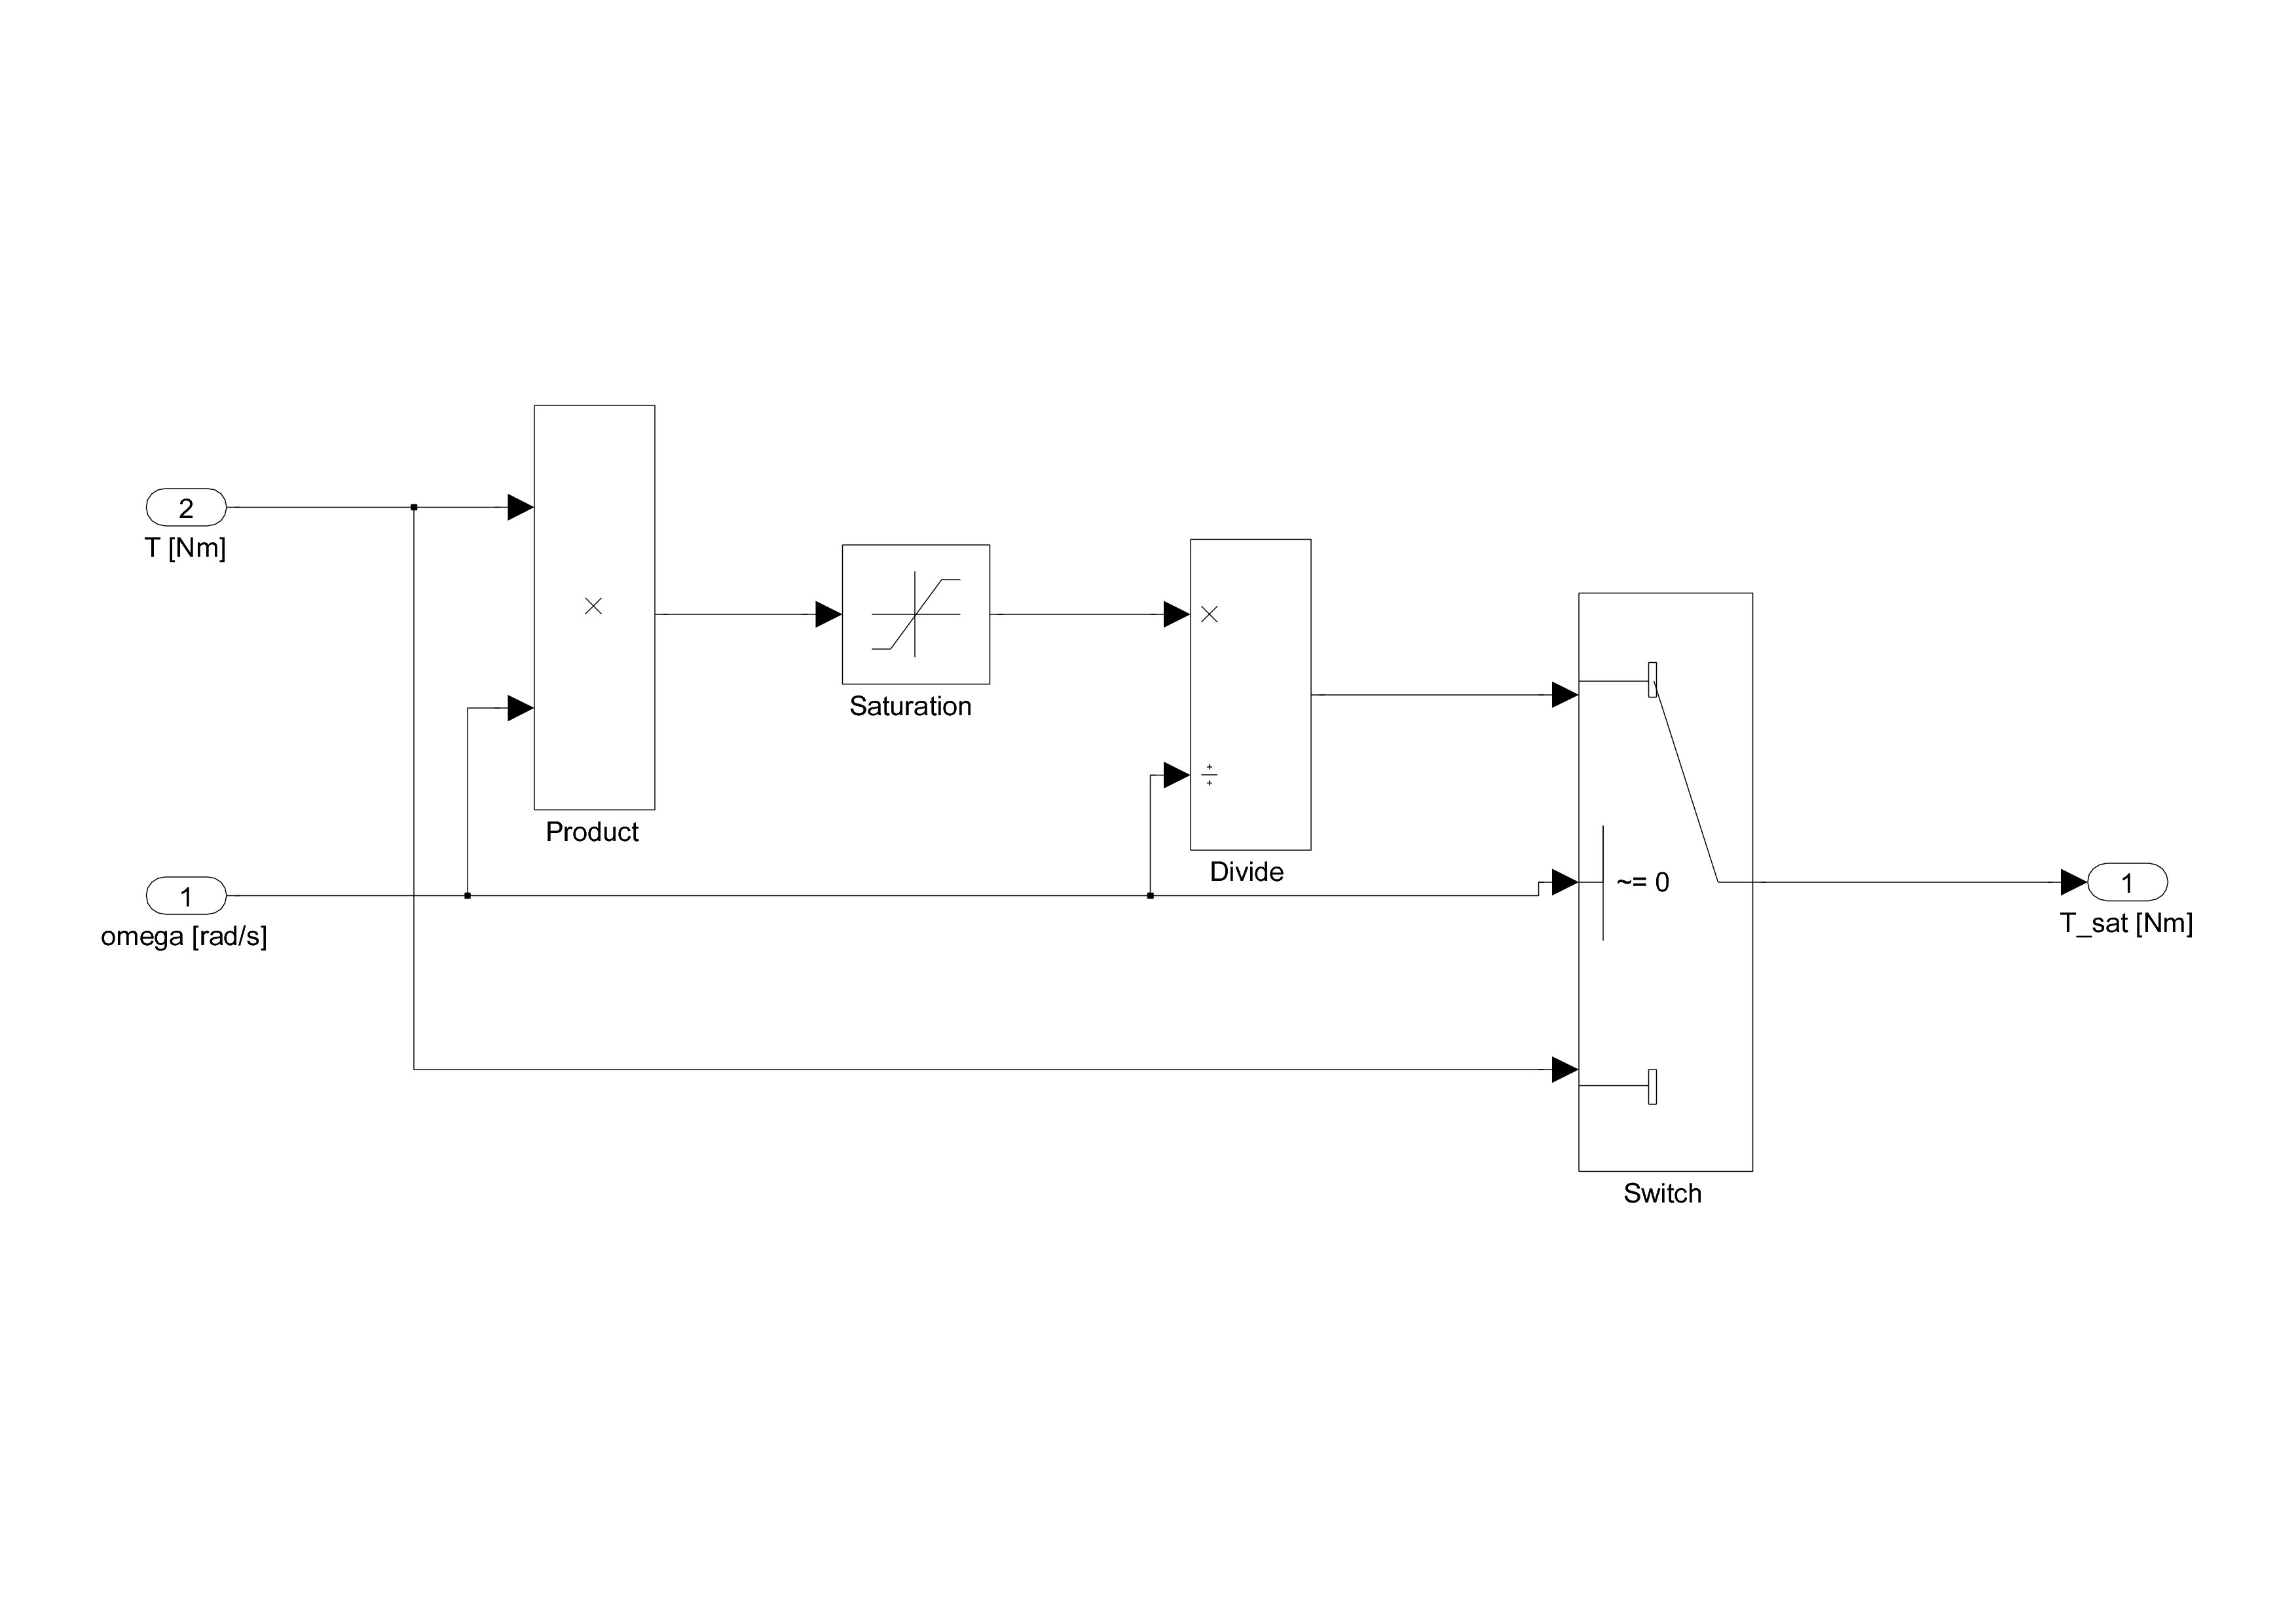 2
T [Nm]
×
Product
Saturation
×
÷
Divide
1
omega [rad/s]
~= 0
Switch
1
T_sat [Nm]